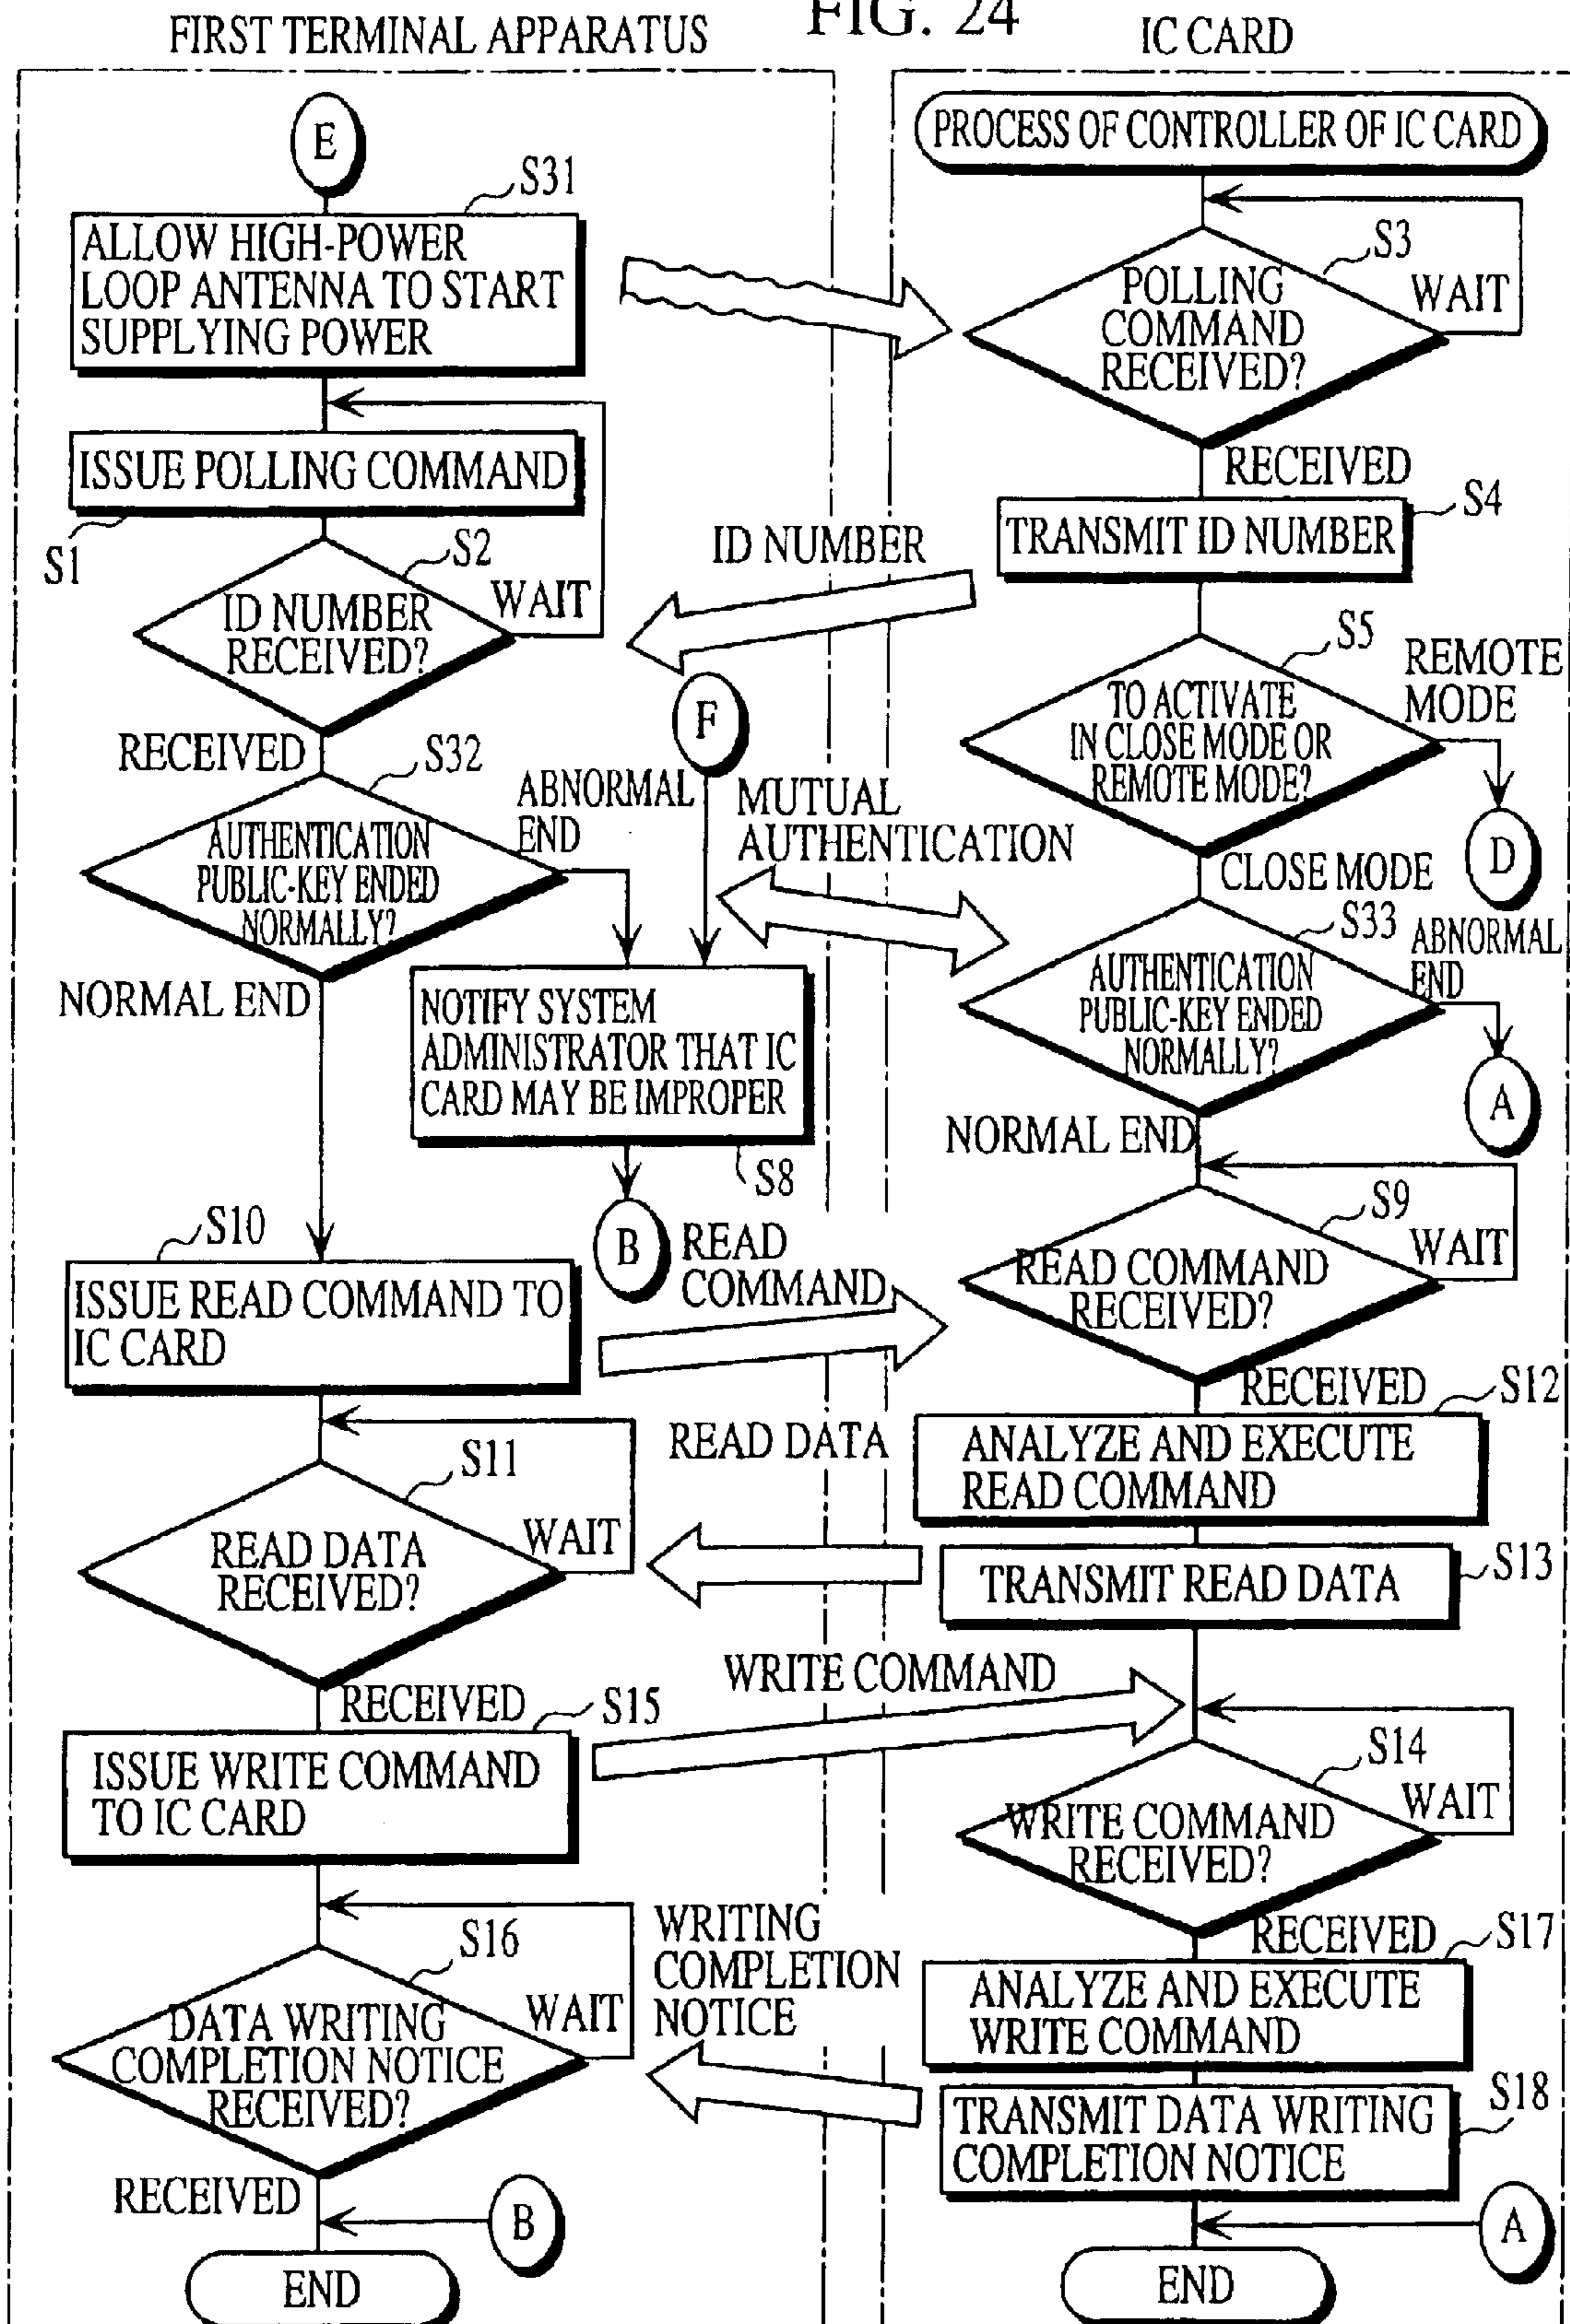 FIG. 24
FIRST TERMINAL APPARATUS
E
S31
ALLOW HIGH-POWER
LOOP ANTENNA TO START
SUPPLYING POWER
ISSUE POLLING COMMAND
S1
S2
ID NUMBER
RECEIVED?
WAIT
RECEIVED
S32
AUTHENTICATION
PUBLIC-KEY ENDED
NORMALLY?
ABNORMAL
END
NORMAL END
F
NOTIFY SYSTEM
ADMINISTRATOR THAT IC
CARD MAY BE IMPROPER
S8
B
S10
ISSUE READ COMMAND TO
IC CARD
S11
READ DATA
RECEIVED?
WAIT
RECEIVED
S15
ISSUE WRITE COMMAND
TO IC CARD
S16
DATA WRITING
COMPLETION NOTICE
RECEIVED?
WAIT
RECEIVED
B
END
ID NUMBER
MUTUAL
AUTHENTICATION
READ
COMMAND
READ DATA
WRITE COMMAND
WRITING
COMPLETION
NOTICE
IC CARD
PROCESS OF CONTROLLER OF IC CARD
S3
POLLING
COMMAND
RECEIVED?
WAIT
RECEIVED
S4
TRANSMIT ID NUMBER
S5
TO ACTIVATE
IN CLOSE MODE OR
REMOTE MODE?
REMOTE
MODE
D
CLOSE MODE
S33
AUTHENTICATION
PUBLIC-KEY ENDED
NORMALLY?
ABNORMAL
END
A
NORMAL END
S9
READ COMMAND
RECEIVED?
WAIT
RECEIVED
S12
ANALYZE AND EXECUTE
READ COMMAND
TRANSMIT READ DATA
S13
S14
WRITE COMMAND
RECEIVED?
WAIT
RECEIVED
S17
ANALYZE AND EXECUTE
WRITE COMMAND
S18
TRANSMIT DATA WRITING
COMPLETION NOTICE
A
END